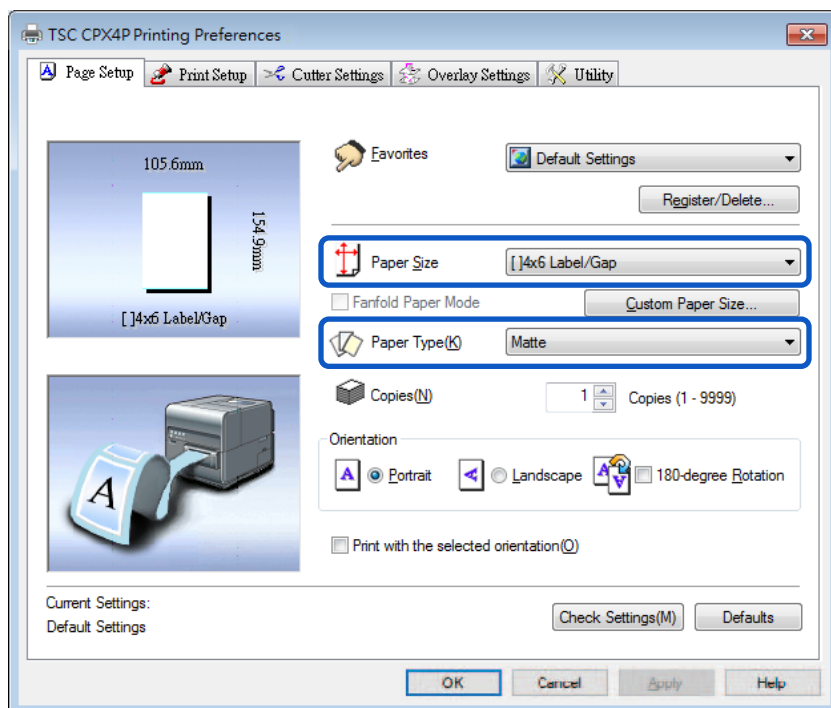 TSC CPX4P Printing Preferences
Page Setup
Print Setup
Cutter Settings
Overlay Settings
Utility
105.6mm
154.9mm
[ ]4x6 Label/Gap
Favorites
Default Settings
Register/Delete...
Paper Size
[ ]4x6 Label/Gap
Fanfold Paper Mode
Custom Paper Size...
Paper Type(K)
Matte
Copies(N)
1
Copies (1 - 9999)
Orientation
A
Portrait
A
Landscape
A
A
180-degree Rotation
A
Print with the selected orientation(O)
Current Settings:
Default Settings
Check Settings(M)
Defaults
OK
Cancel
Apply
Help